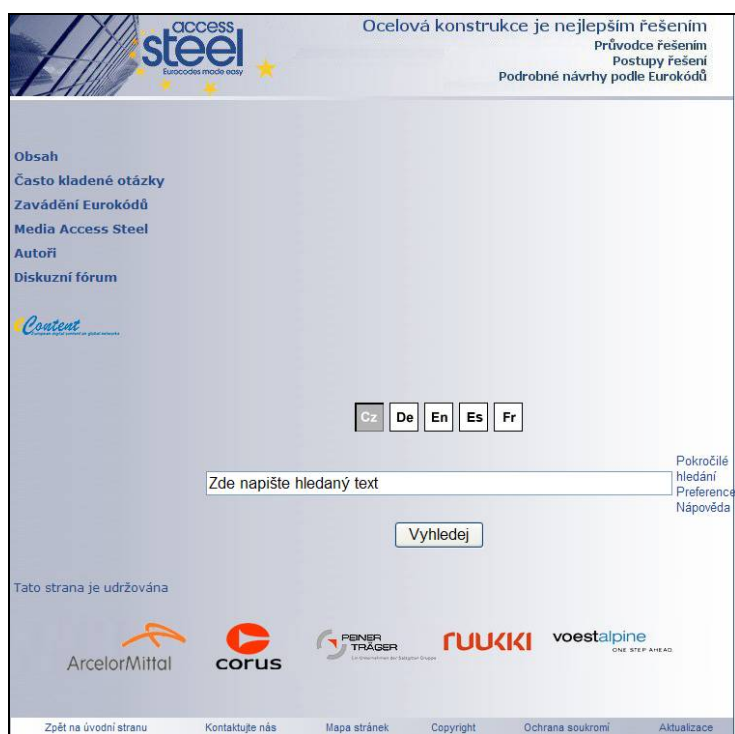 access
steel
Eurocodes made easy
Ocelová konstrukce je nejlepším řešením
Průvodce řešením
Postupy řešení
Podrobné návrhy podle Eurokódů
Obsah
Často kladené otázky
Zavádění Eurokódů
Media Access Steel
Autoři
Diskuzní fórum
eContent
Cz De En Es Fr
Zde napište hledaný text
Pokročilé
hledání
Preference
Nápověda
Vyhledej
Tato strana je udržována
ArcelorMittal
corus
PEINER
TRÄGER
RUUKKI
voestalpine
ONE STEP AHEAD.
Zpět na úvodní stranu Kontaktujte nás Mapa stránek Copyright Ochrana soukromí Aktualizace